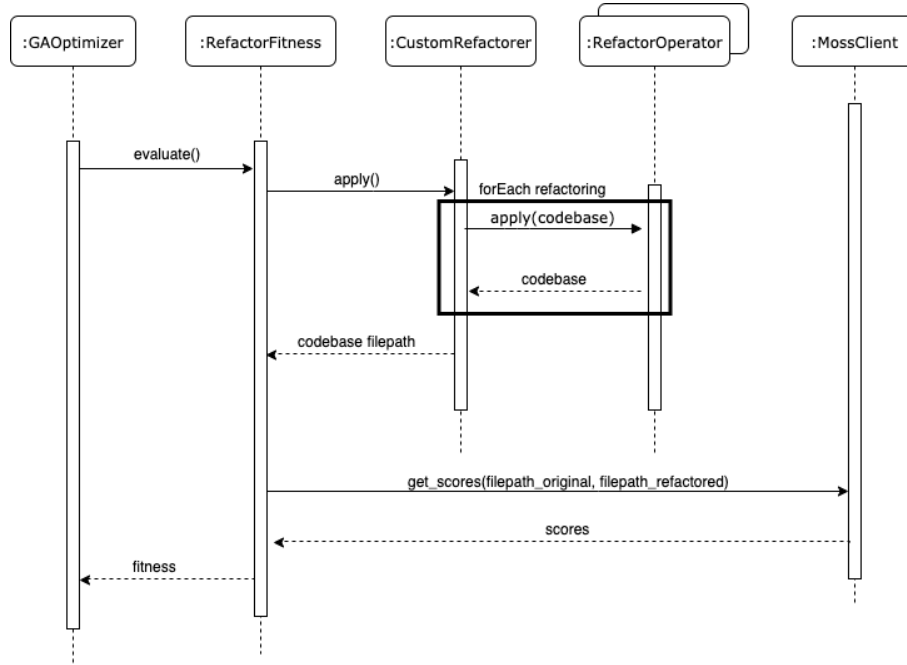 :GAOptimizer
:RefactorFitness
:CustomRefactorer
:RefactorOperator
:MossClient
evaluate()
apply()
forEach refactoring
apply(codebase)
codebase
codebase filepath
get_scores(filepath_original, filepath_refactored)
scores
fitness